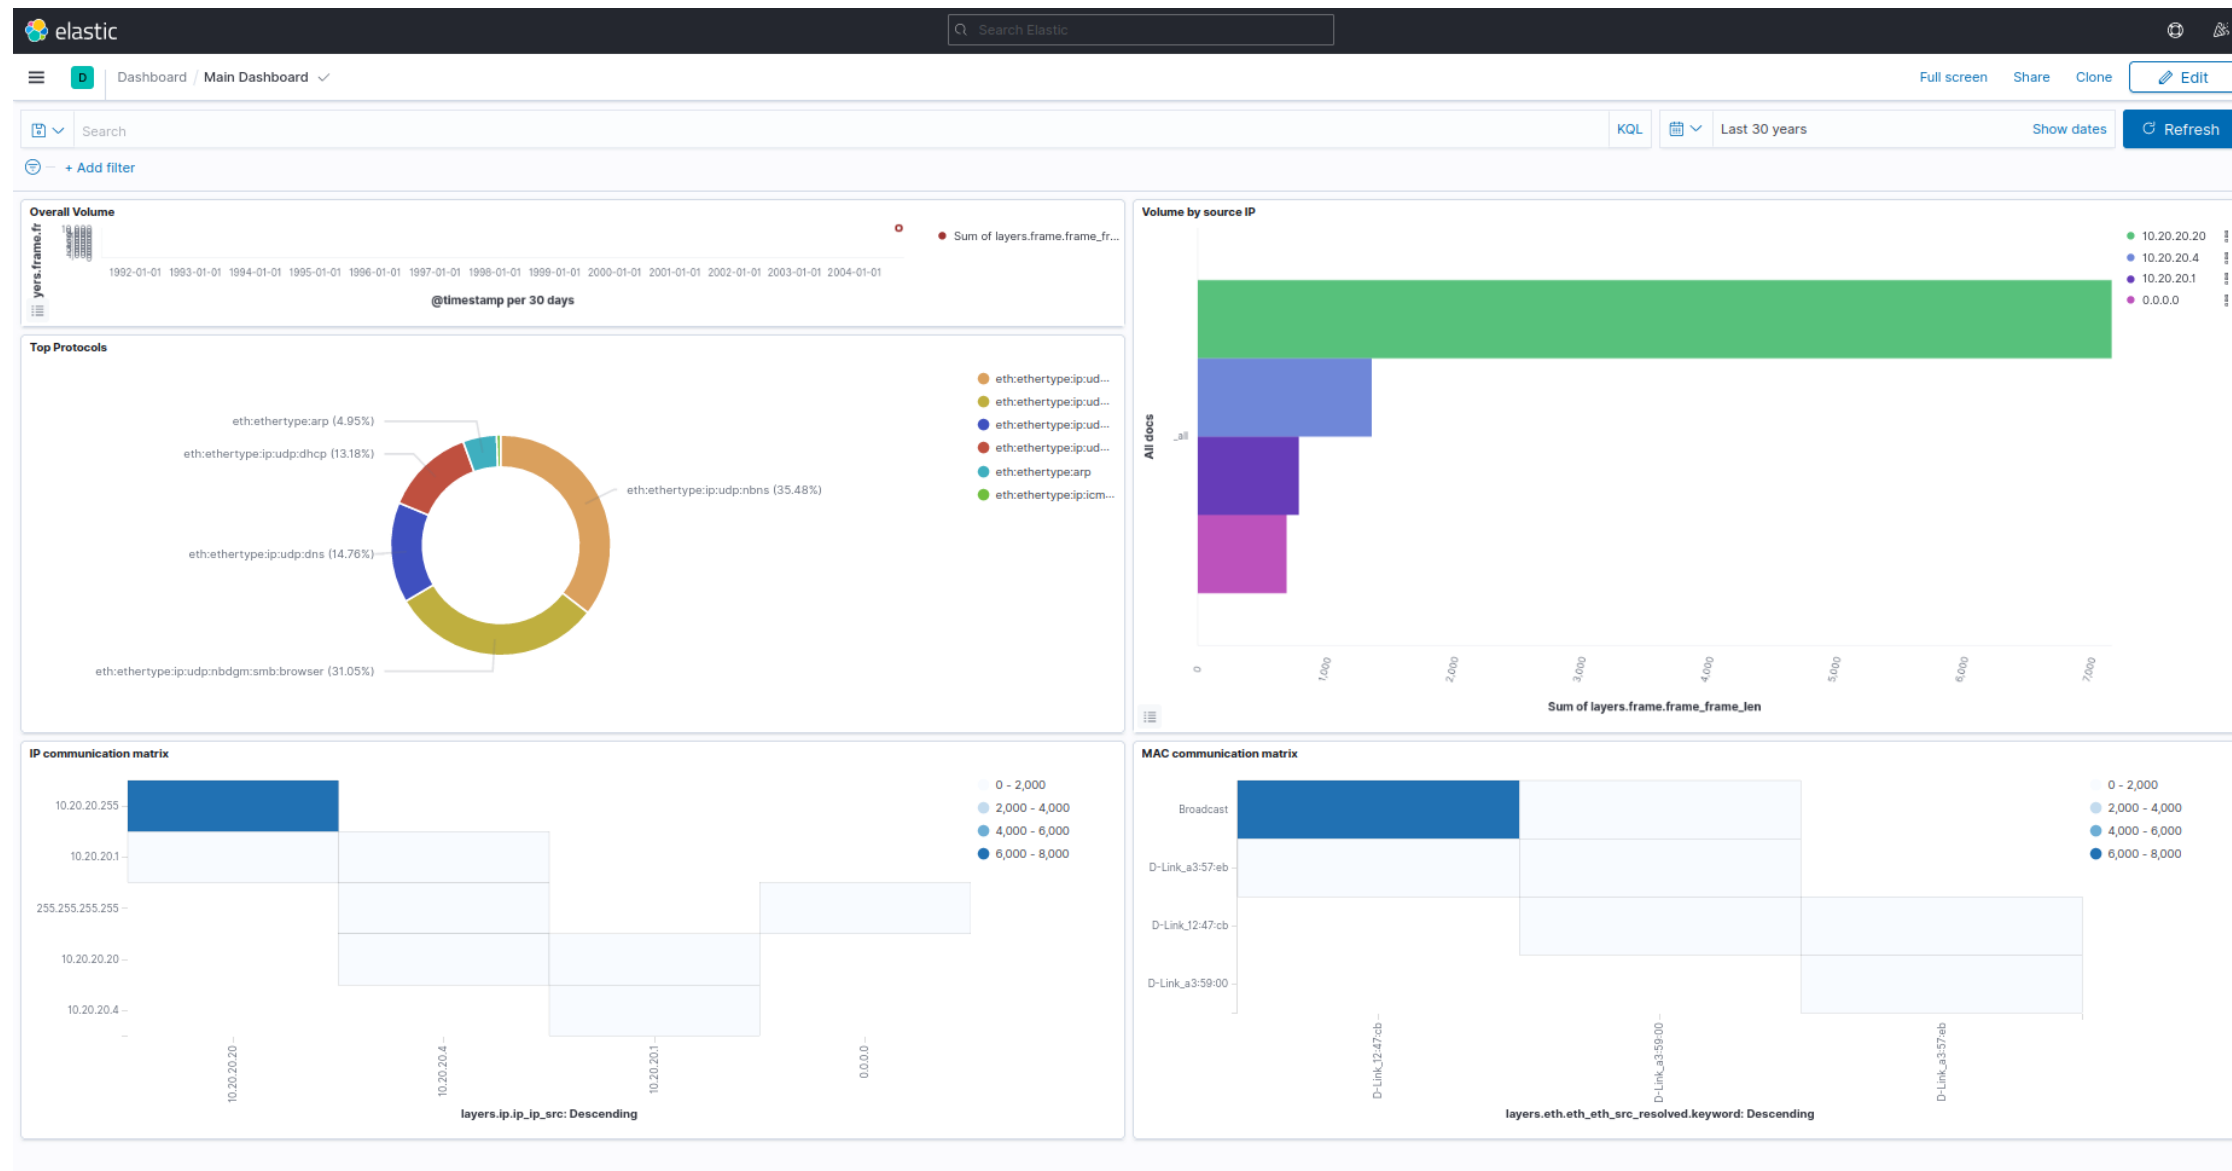 elastic
Search Elastic
D
Dashboard / Main Dashboard
Full screen
Share
Clone
Edit
Search
KQL
Last 30 years
Show dates
Refresh
+ Add filter
Overall Volume
yers.frame.fr
Sum of layers.frame.frame_fr...
1992-01-01 1993-01-01 1994-01-01 1995-01-01 1996-01-01 1997-01-01 1998-01-01 1999-01-01 2000-01-01 2001-01-01 2002-01-01 2003-01-01 2004-01-01
@timestamp per 30 days
Top Protocols
eth:ethertype:arp (4.95%)
eth:ethertype:ip:udp:dhcp (13.18%)
eth:ethertype:ip:udp:nbns (35.48%)
eth:ethertype:ip:udp:dns (14.76%)
eth:ethertype:ip:udp:nbdgm:smb:browser (31.05%)
eth:ethertype:ip:ud...
eth:ethertype:ip:ud...
eth:ethertype:ip:ud...
eth:ethertype:ip:ud...
eth:ethertype:arp
eth:ethertype:ip:icm...
Volume by source IP
10.20.20.20
10.20.20.4
10.20.20.1
0.0.0.0
All docs
_all
0 1,000 2,000 3,000 4,000 5,000 6,000 7,000
Sum of layers.frame.frame_frame_len
IP communication matrix
10.20.20.255
10.20.20.1
255.255.255.255
10.20.20.20
10.20.20.4
0 - 2,000
2,000 - 4,000
4,000 - 6,000
6,000 - 8,000
10.20.20.20 10.20.20.4 10.20.20.1 0.0.0.0
layers.ip.ip_ip_src: Descending
MAC communication matrix
Broadcast
D-Link_a3:57:eb
D-Link_12:47:cb
D-Link_a3:59:00
0 - 2,000
2,000 - 4,000
4,000 - 6,000
6,000 - 8,000
D-Link_12:47:cb D-Link_a3:59:00 D-Link_a3:57:eb
layers.eth.eth_eth_src_resolved.keyword: Descending